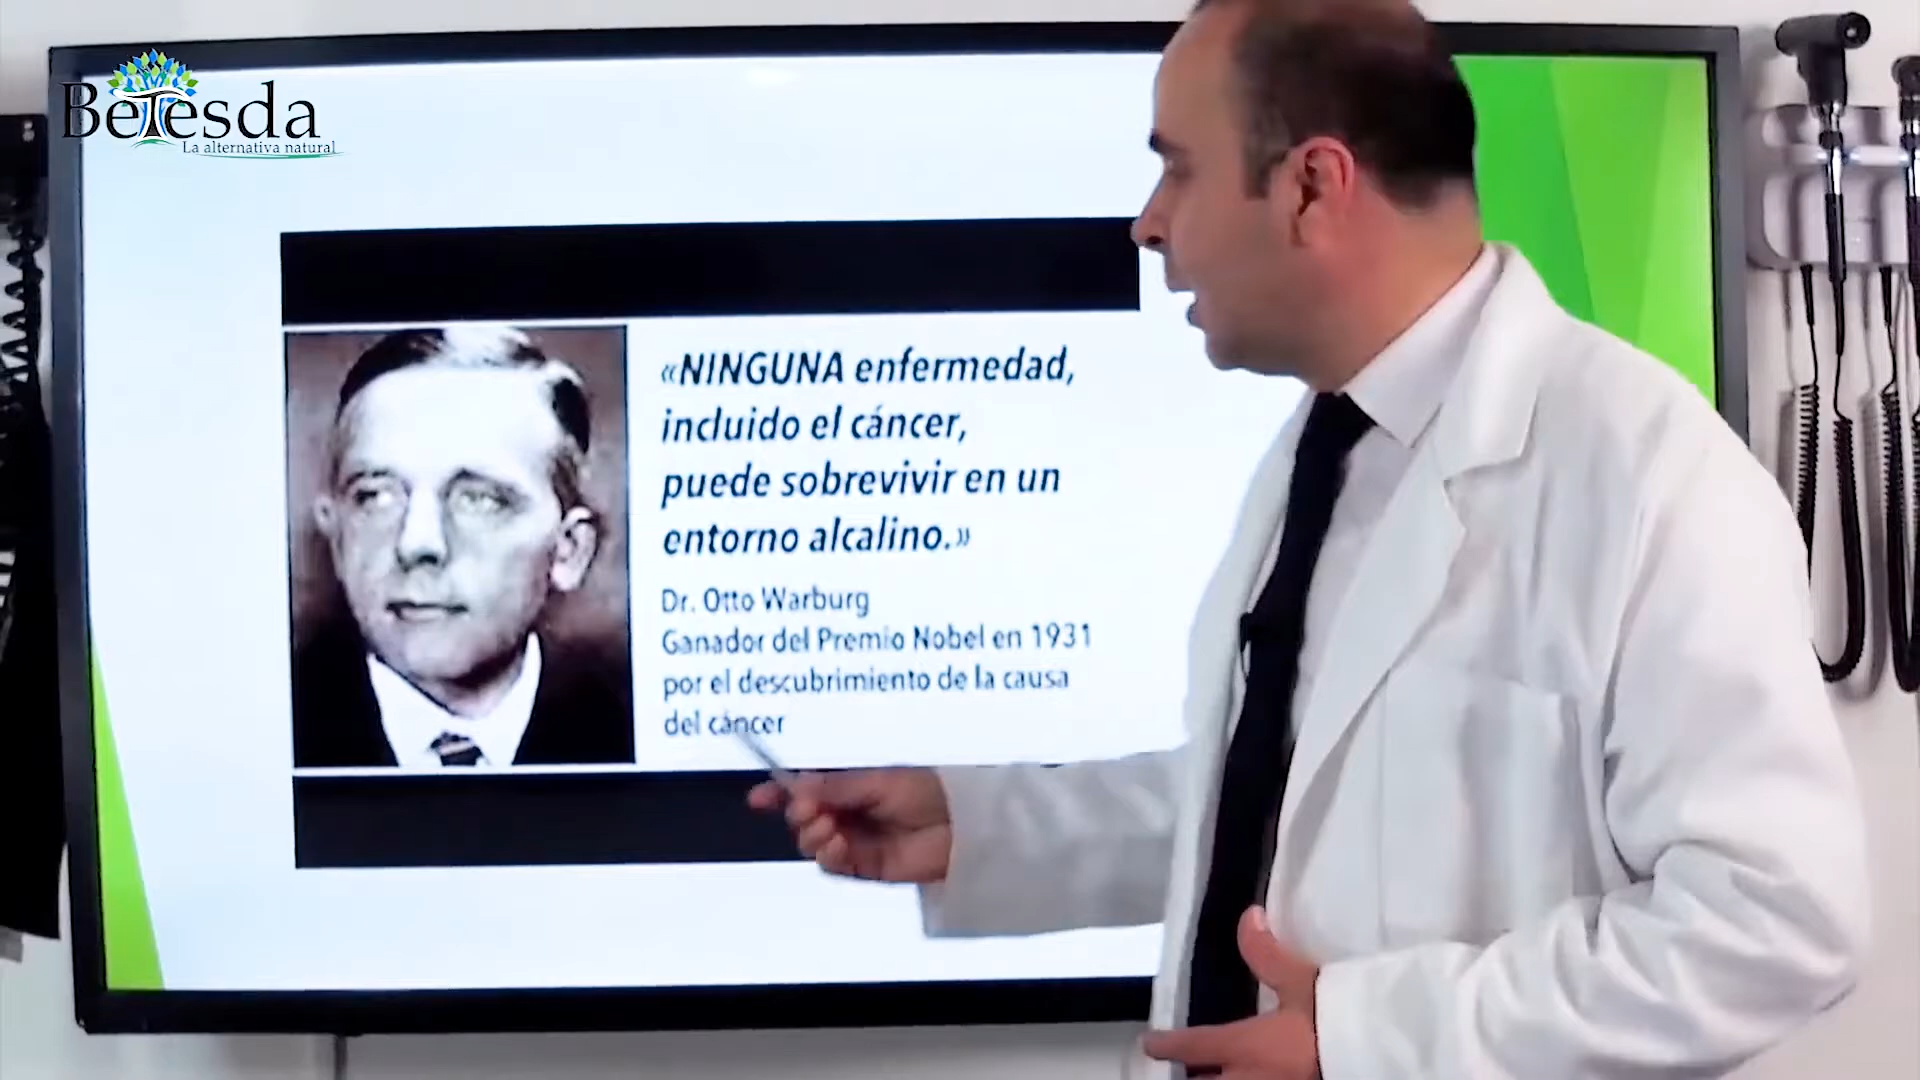 Betesda
La alternativa natural
«NINGUNA enfermedad,
incluido el cáncer,
puede sobrevivir en un
entorno alcalino.»
Dr. Otto Warburg
Ganador del Premio Nobel en 1931
por el descubrimiento de la causa
del cáncer